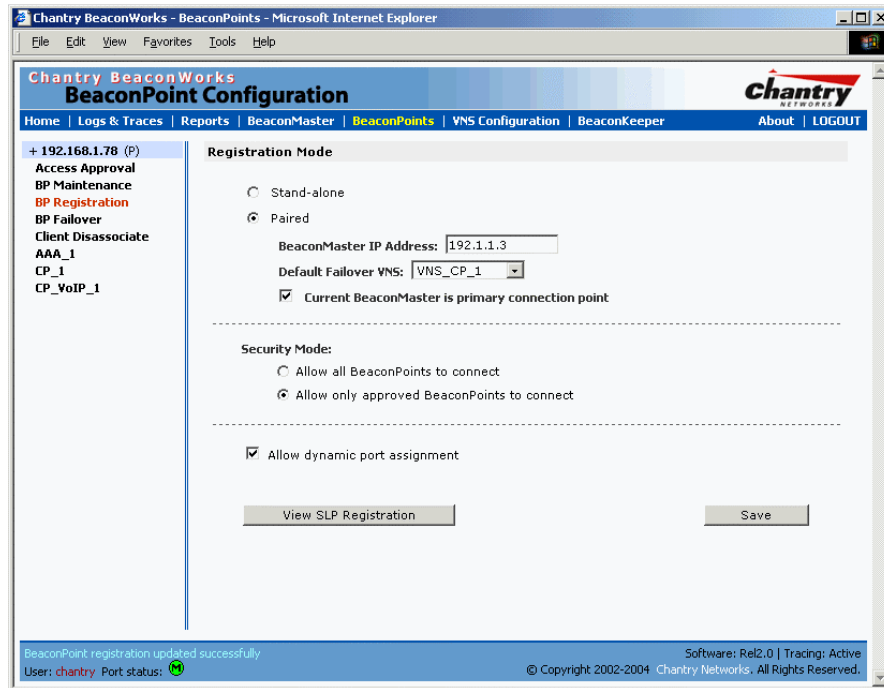 Chantry BeaconWorks - BeaconPoints - Microsoft Internet Explorer
File Edit View Favorites Tools Help
Chantry BeaconWorks
BeaconPoint Configuration
Chantry
NETWORKS
Home | Logs & Traces | Reports | BeaconMaster | BeaconPoints | VNS Configuration | BeaconKeeper About | LOGOUT
+ 192.168.1.78 (P)
Access Approval
BP Maintenance
BP Registration
BP Failover
Client Disassociate
AAA_1
CP_1
CP_VoIP_1
Registration Mode
Stand-alone
Paired
BeaconMaster IP Address: 192.1.1.3
Default Failover VNS: VNS_CP_1
Current BeaconMaster is primary connection point
Security Mode:
Allow all BeaconPoints to connect
Allow only approved BeaconPoints to connect
Allow dynamic port assignment
View SLP Registration Save
BeaconPoint registration updated successfully Software: Rel2.0 | Tracing: Active
User: chantry Port status: M © Copyright 2002-2004 Chantry Networks. All Rights Reserved.